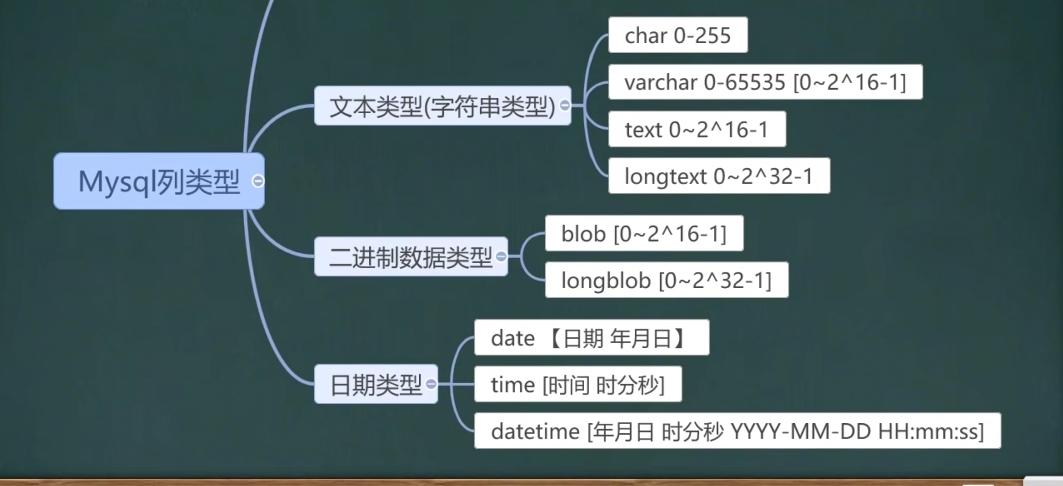 文本类型(字符串类型)
char 0-255
varchar 0-65535 [0~2^16-1]
text 0~2^16-1
longtext 0~2^32-1
Mysql列类型
二进制数据类型
blob [0~2^16-1]
longblob [0~2^32-1]
日期类型
date 【日期 年月日】
time [时间 时分秒]
datetime [年月日 时分秒 YYYY-MM-DD HH:mm:ss]